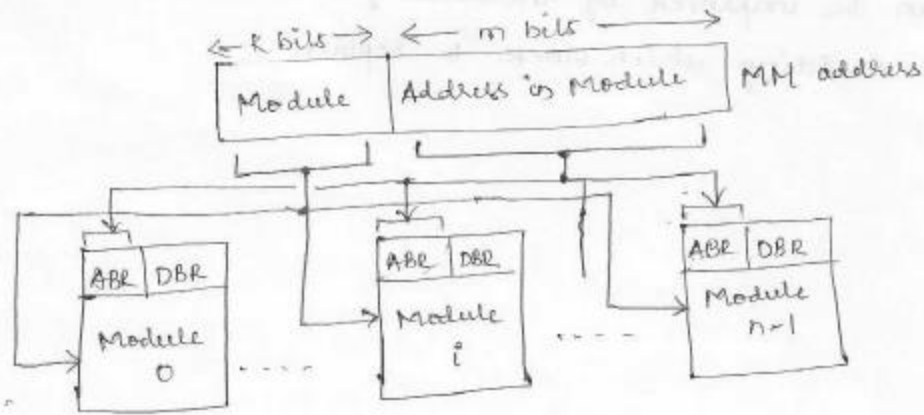 ← k bits → ← m bits →
Module Address in Module MM address
ABR DBR ABR DBR ABR DBR
Module 0 Module i Module n-1
..... .....